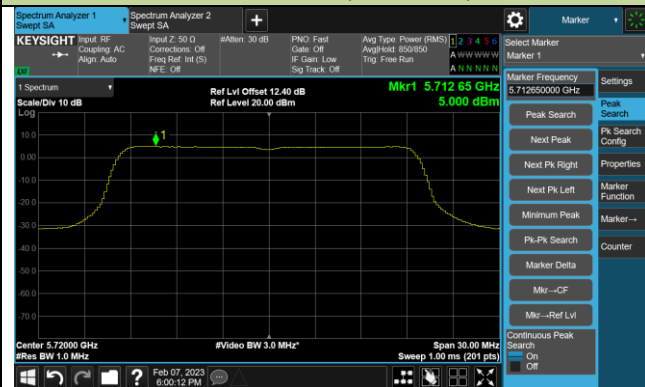 Spectrum Analyzer 1
Swept SA
Spectrum Analyzer 2
Swept SA
+
Marker
KEYSIGHT
Input: RF
Coupling: AC
Align: Auto
Input Z: 50 Ω
Corrections: Off
Freq Ref: Int (S)
NFE: Off
#Atten: 30 dB
PNO: Fast
Gate: Off
IF Gain: Low
Sig Track: Off
Avg Type: Power (RMS)
Avg|Hold: 850/850
Trig: Free Run
1 2 3 4 5 6
A W W W W W
A N N N N N
Select Marker
Marker 1
1 Spectrum
Scale/Div 10 dB
Log
Ref Lvl Offset 12.40 dB
Ref Level 20.00 dBm
Mkr1 5.712 65 GHz
5.000 dBm
10.0
0.00
-10.0
-20.0
-30.0
-40.0
-50.0
-60.0
-70.0
1
Center 5.72000 GHz
#Res BW 1.0 MHz
#Video BW 3.0 MHz*
Span 30.00 MHz
Sweep 1.00 ms (201 pts)
Marker Frequency
5.712650000 GHz
Peak Search
Next Peak
Next Pk Right
Next Pk Left
Minimum Peak
Pk-Pk Search
Marker Delta
Mkr→CF
Mkr→Ref Lvl
Continuous Peak
Search
On
Off
Settings
Peak
Search
Pk Search
Config
Properties
Marker
Function
Marker→
Counter
?
Feb 07, 2023
6:00:12 PM